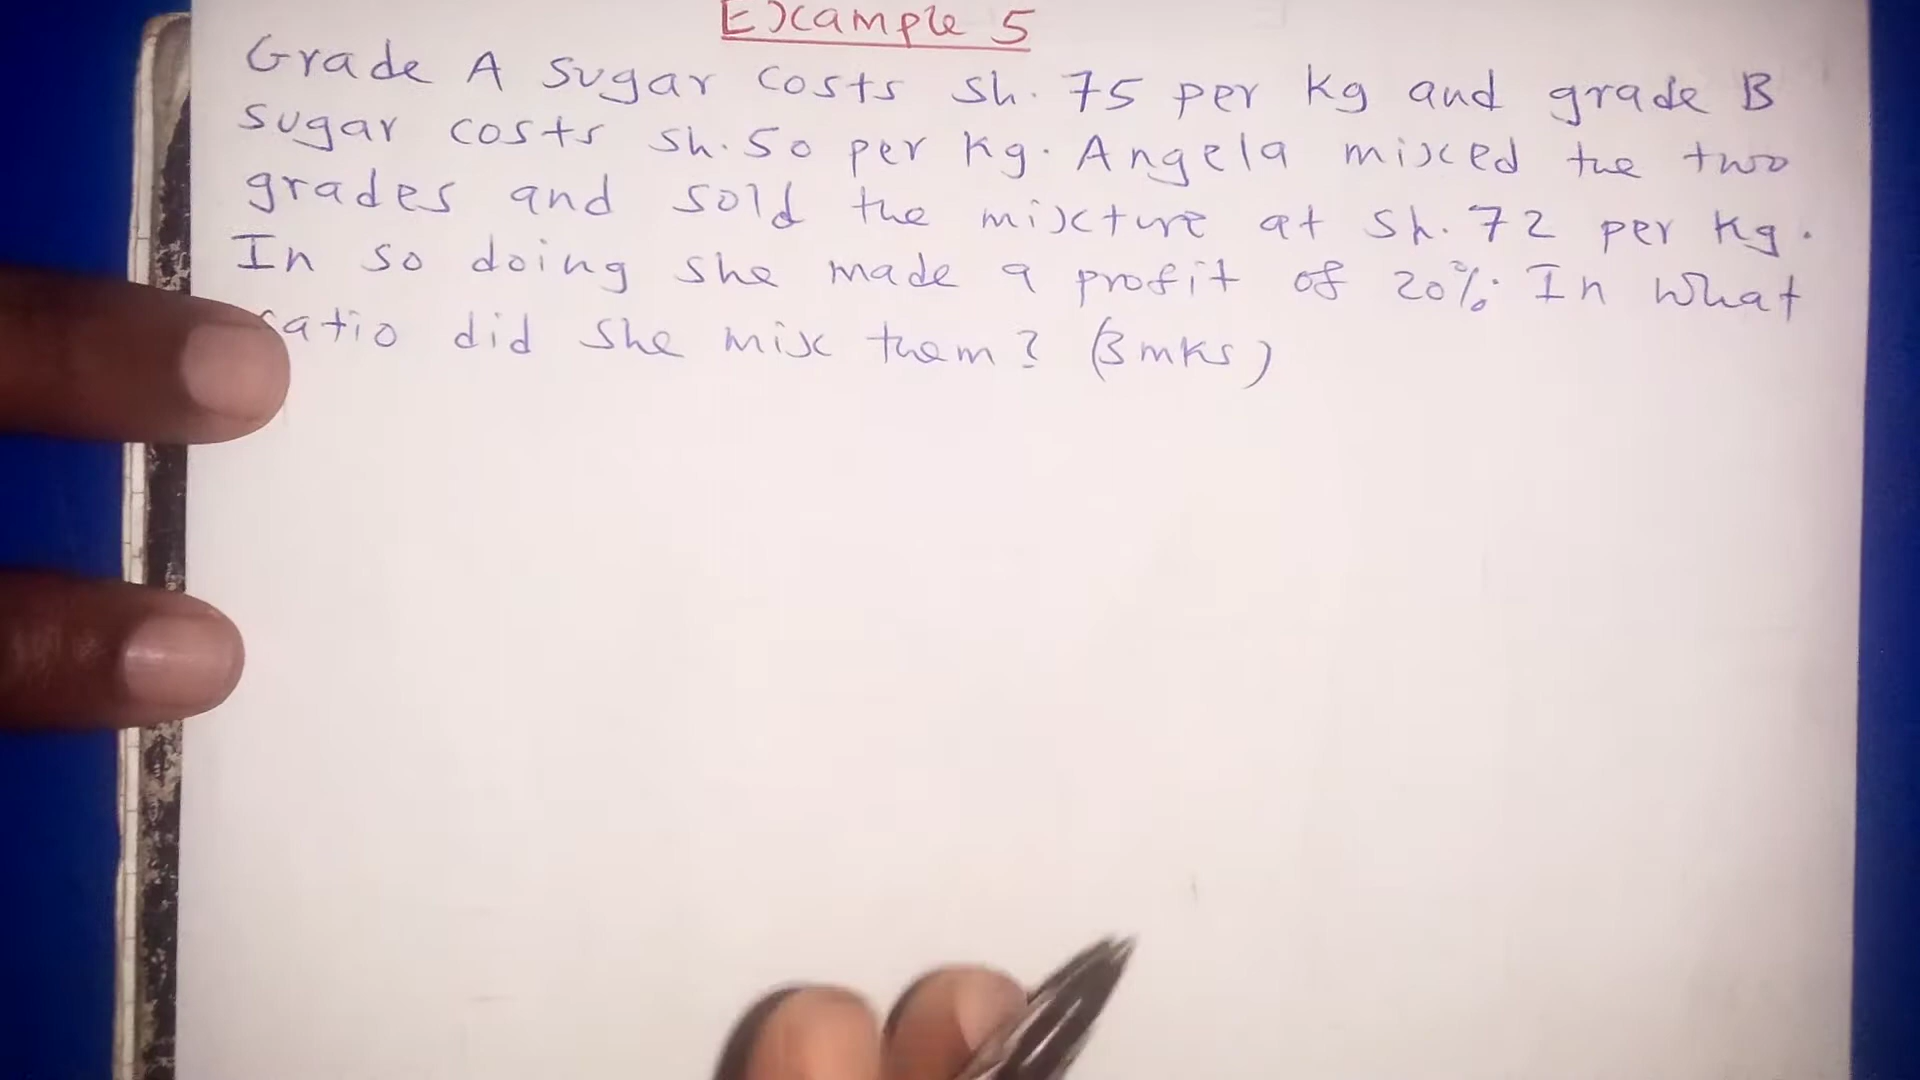 Example 5
Grade A sugar costs sh. 75 per kg and grade B
sugar costs sh. 50 per kg. Angela mixed the two
grades and sold the mixture at sh. 72 per kg.
In so doing she made a profit of 20%. In what
ratio did she mix them? (3mks)